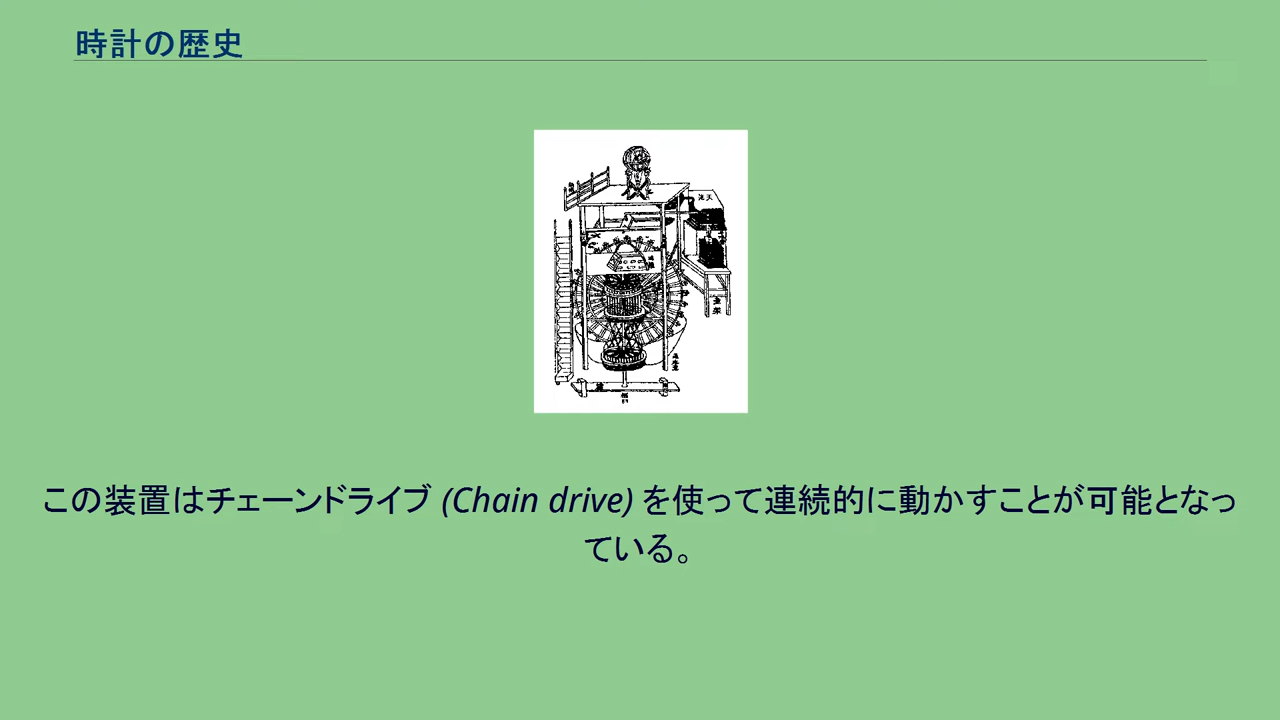 時計の歴史
この装置はチェーンドライブ (Chain drive) を使って連続的に動かすことが可能となっ
ている。